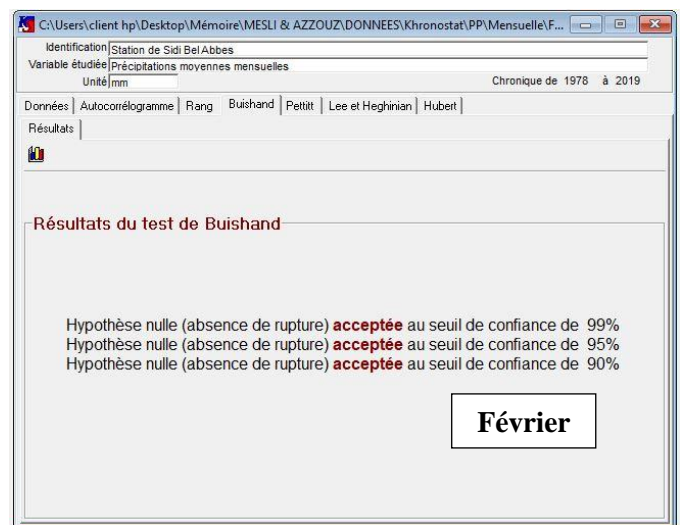 C:\Users\client hp\Desktop\Mémoire\MESLI & AZZOUZ\DONNEES\Khronostat\PP\Mensuelle\F...
Identification Station de Sidi Bel Abbes
Variable étudiée Précipitations moyennes mensuelles
Unité mm Chronique de 1978 à 2019
Données Autocorrélogramme Rang Buishand Pettitt Lee et Heghinian Hubert
Résultats
Résultats du test de Buishand
Hypothèse nulle (absence de rupture) acceptée au seuil de confiance de 99%
Hypothèse nulle (absence de rupture) acceptée au seuil de confiance de 95%
Hypothèse nulle (absence de rupture) acceptée au seuil de confiance de 90%
Février